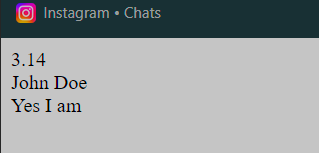 Instagram • Chats
3.14
John Doe
Yes I am